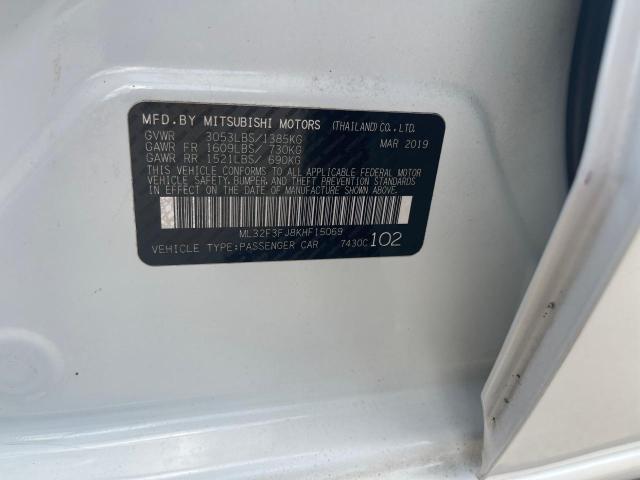 MFD.BY MITSUBISHI MOTORS (THAILAND) CO.,LTD.
GVWR 3053LBS/1385KG MAR 2019
GAWR FR 1609LBS/ 730KG
GAWR RR 1521LBS/ 690KG
THIS VEHICLE CONFORMS TO ALL APPLICABLE FEDERAL MOTOR
VEHICLE SAFETY, BUMPER, AND THEFT PREVENTION STANDARDS
IN EFFECT ON THE DATE OF MANUFACTURE SHOWN ABOVE.
ML32F3FJ8KHF15069
VEHICLE TYPE:PASSENGER CAR 7430C 102